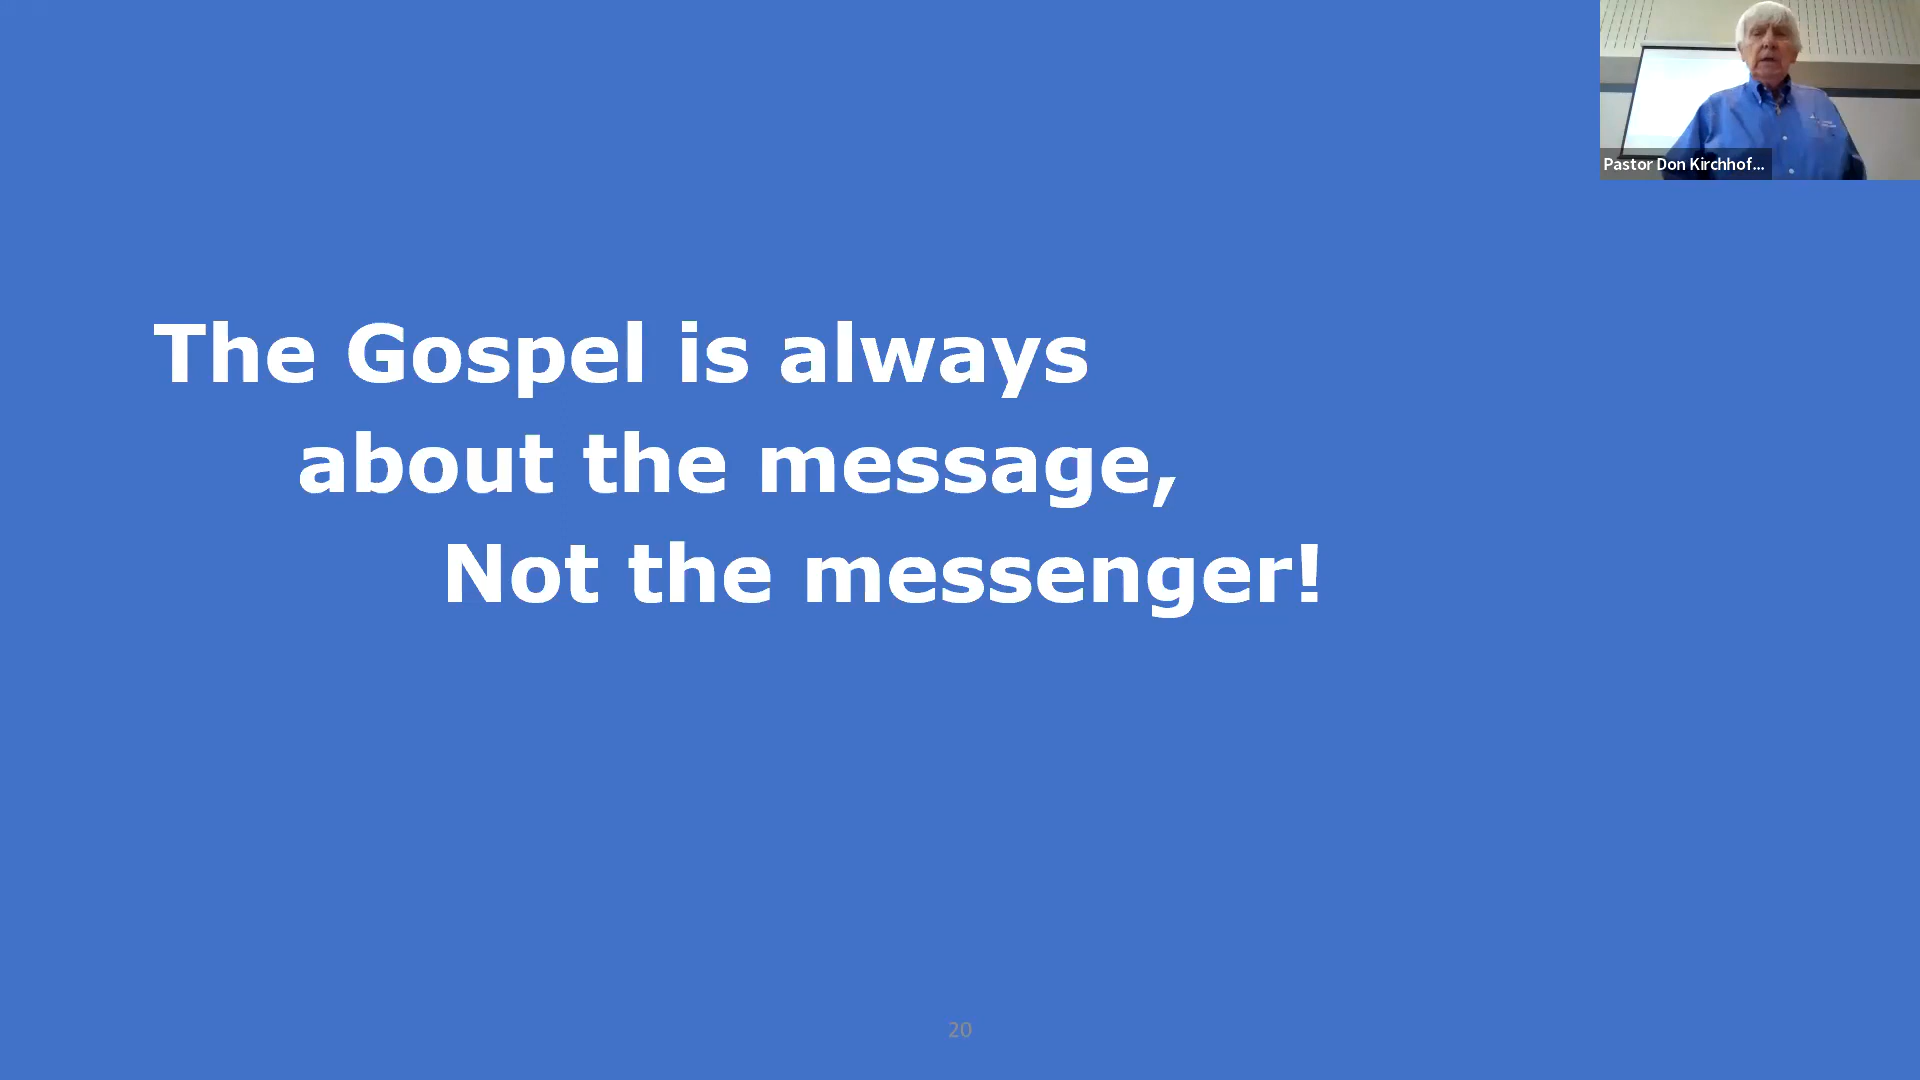 Pastor Don Kirchhof...
The Gospel is always
about the message,
Not the messenger!
20